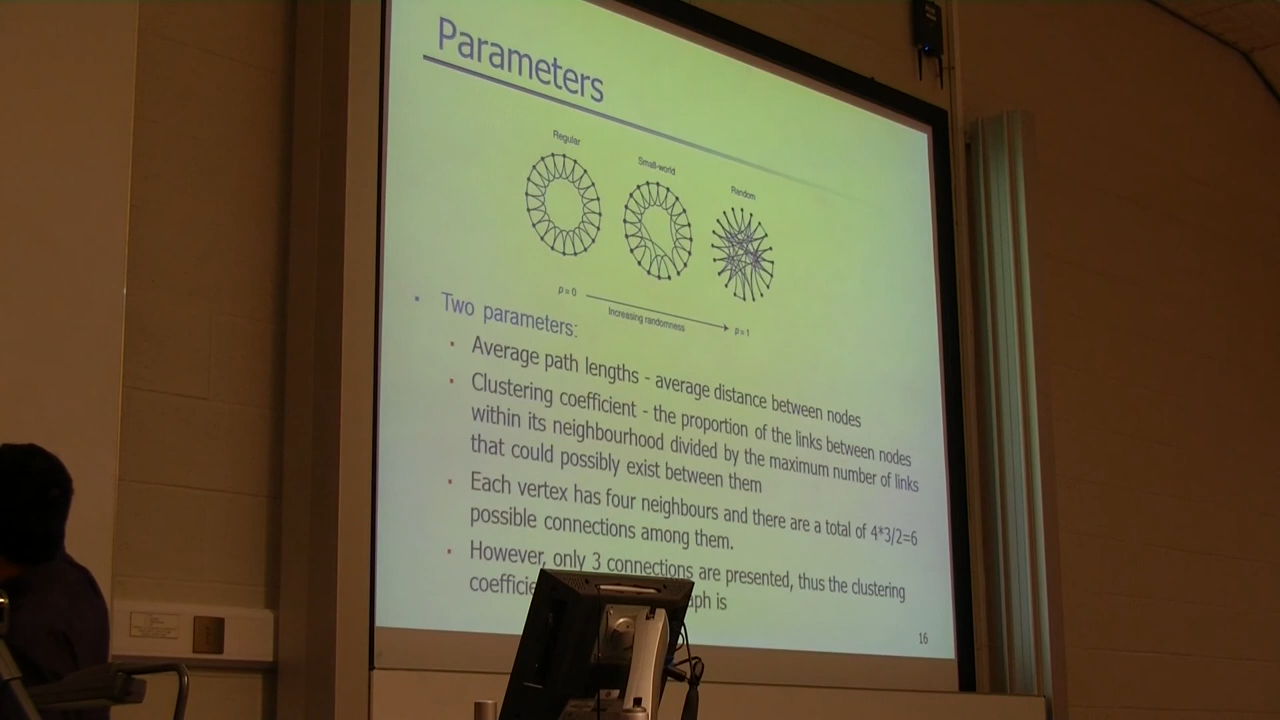 Parameters
Regular
Small-world
Random
p = 0
Increasing randomness
p = 1
Two parameters:
Average path lengths - average distance between nodes
Clustering coefficient - the proportion of the links between nodes
within its neighbourhood divided by the maximum number of links
that could possibly exist between them
Each vertex has four neighbours and there are a total of 4*3/2=6
possible connections among them.
However, only 3 connections are presented, thus the clustering
is
16